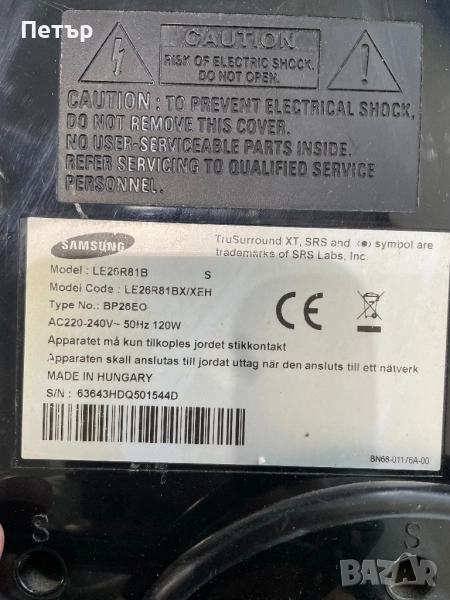 Петър
CAUTION
RISK OF ELECTRIC SHOCK.
DO NOT OPEN.
CAUTION : TO PREVENT ELECTRICAL SHOCK,
DO NOT REMOVE THIS COVER.
NO USER-SERVICEABLE PARTS INSIDE.
REFER SERVICING TO QUALIFIED SERVICE
PERSONNEL.
SAMSUNG
TruSurround XT, SRS and (●) symbol are
trademarks of SRS Labs, Inc.
Model : LE26R81B S
Model Code : LE26R81BX/XEH
Type No. : BP26EO
AC220-240V~ 50Hz 120W
Apparatet må kun tilkoples jordet stikkontakt
Apparaten skall anslutas till jordat uttag när den ansluts till ett nätverk
MADE IN HUNGARY
S/N : 63643HDQ501544D
CE
BN68-01176A-00
S
S
BAZAR